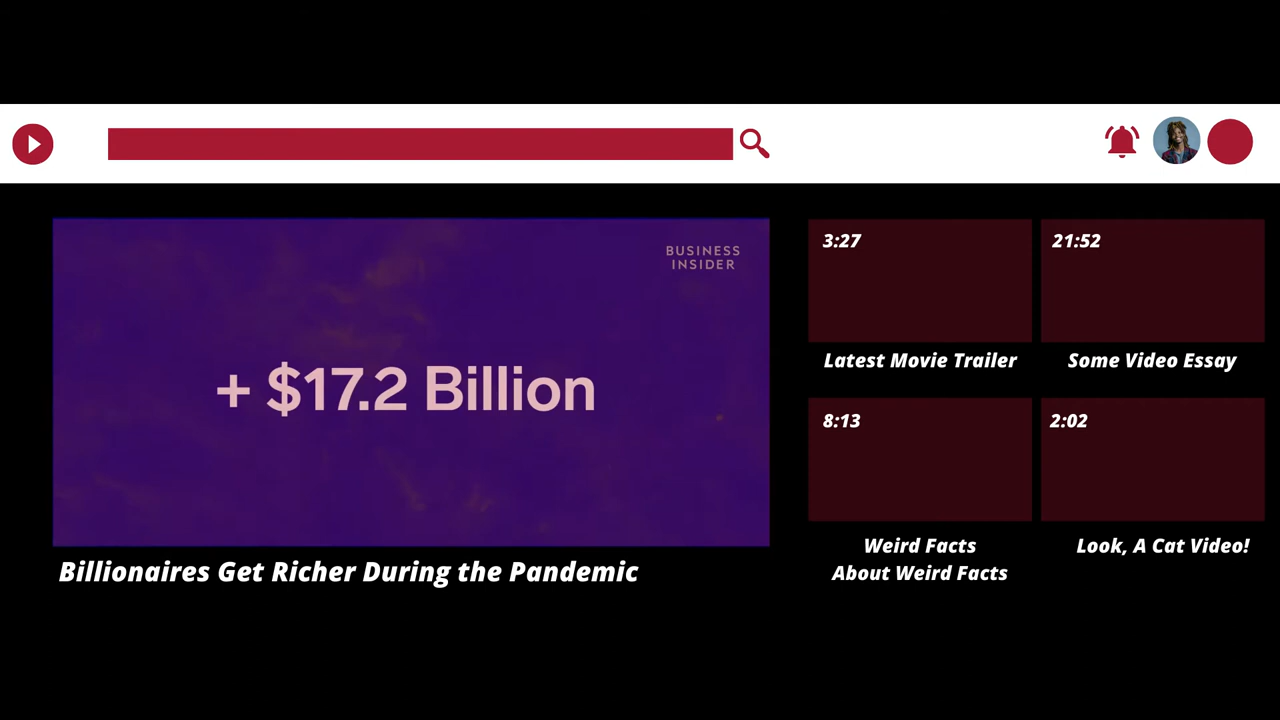 BUSINESS
INSIDER
+ $17.2 Billion
Billionaires Get Richer During the Pandemic
3:27
21:52
Latest Movie Trailer
Some Video Essay
8:13
2:02
Weird Facts
About Weird Facts
Look, A Cat Video!